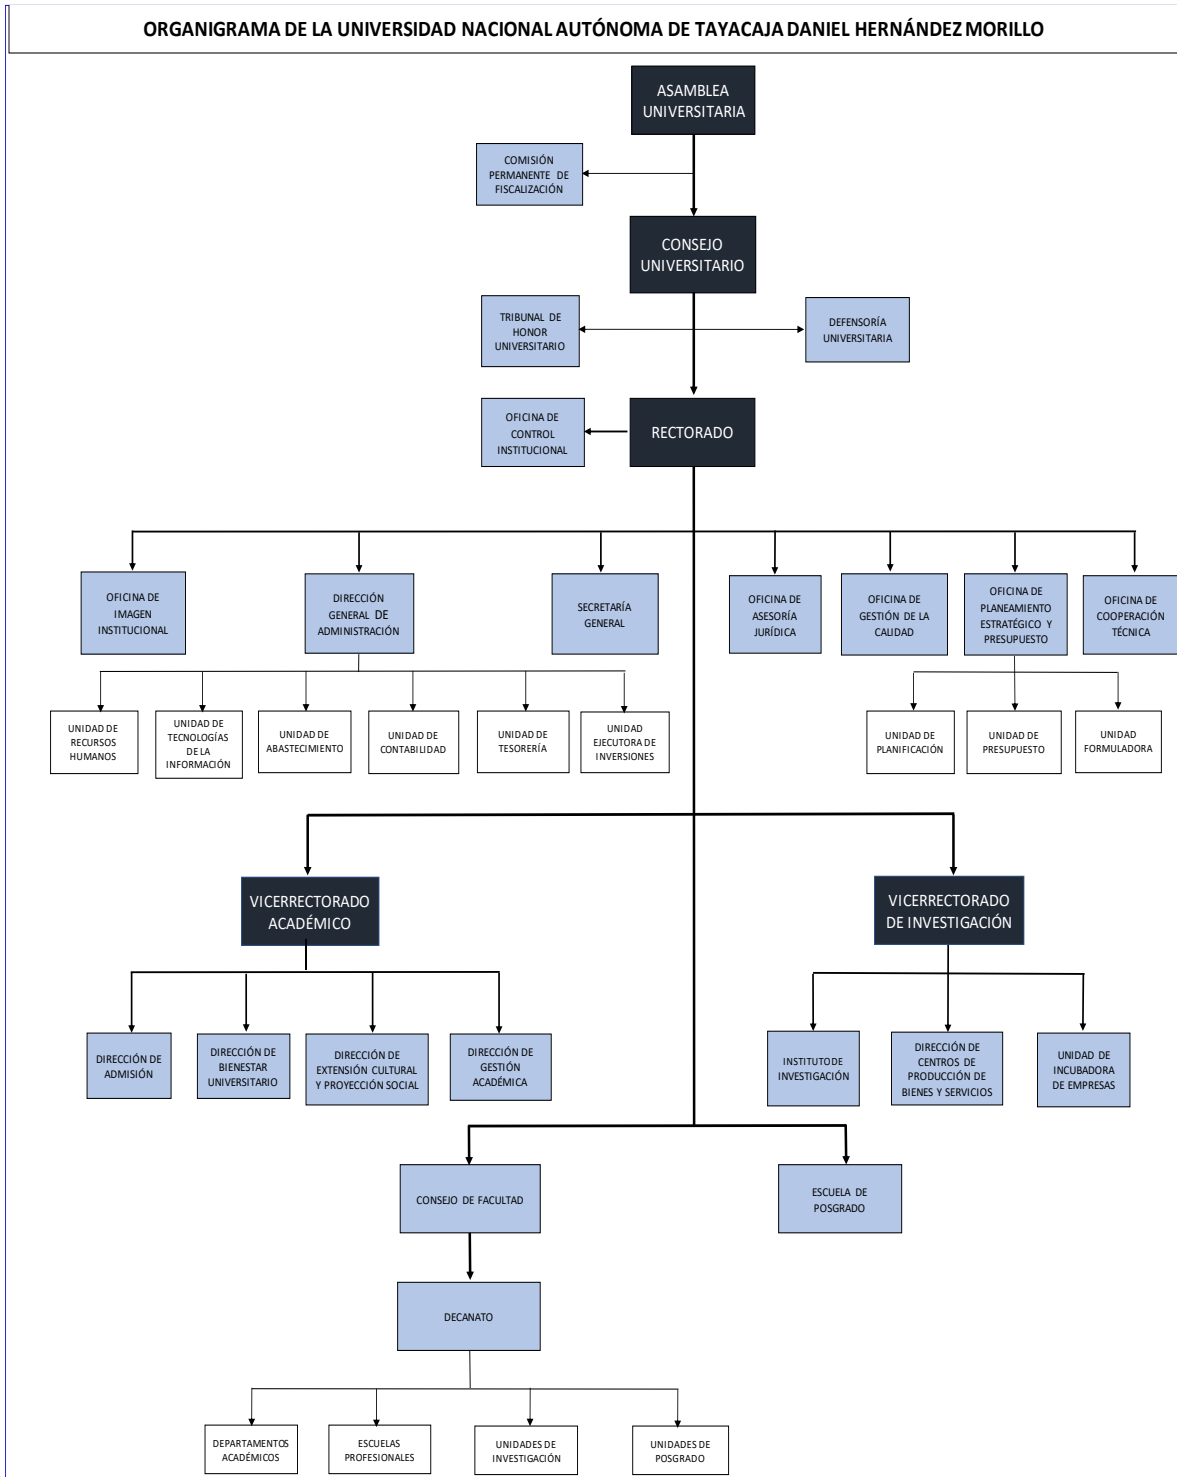 ORGANIGRAMA DE LA UNIVERSIDAD NACIONAL AUTÓNOMA DE TAYACAJA DANIEL HERNÁNDEZ MORILLO
ASAMBLEA
UNIVERSITARIA
COMISIÓN
PERMANENTE DE
FISCALIZACIÓN
CONSEJO
UNIVERSITARIO
TRIBUNAL DE
HONOR
UNIVERSITARIO
DEFENSORÍA
UNIVERSITARIA
OFICINA DE
CONTROL
INSTITUCIONAL
RECTORADO
OFICINA DE
IMAGEN
INSTITUCIONAL
DIRECCIÓN
GENERAL DE
ADMINISTRACIÓN
SECRETARÍA
GENERAL
OFICINA DE
ASESORÍA
JURÍDICA
OFICINA DE
GESTIÓN DE LA
CALIDAD
OFICINA DE
PLANEAMIENTO
ESTRATÉGICO Y
PRESUPUESTO
OFICINA DE
COOPERACIÓN
TÉCNICA
UNIDAD DE
RECURSOS
HUMANOS
UNIDAD DE
TECNOLOGÍAS
DE LA
INFORMACIÓN
UNIDAD DE
ABASTECIMIENTO
UNIDAD DE
CONTABILIDAD
UNIDAD DE
TESORERÍA
UNIDAD
EJECUTORA DE
INVERSIONES
UNIDAD DE
PLANIFICACIÓN
UNIDAD DE
PRESUPUESTO
UNIDAD
FORMULADORA
VICERRECTORADO
ACADÉMICO
VICERRECTORADO
DE INVESTIGACIÓN
DIRECCIÓN DE
ADMISIÓN
DIRECCIÓN DE
BIENESTAR
UNIVERSITARIO
DIRECCIÓN DE
EXTENSIÓN CULTURAL
Y PROYECCIÓN SOCIAL
DIRECCIÓN DE
GESTIÓN
ACADÉMICA
INSTITUTO DE
INVESTIGACIÓN
DIRECCIÓN DE
CENTROS DE
PRODUCCIÓN DE
BIENES Y SERVICIOS
UNIDAD DE
INCUBADORA
DE EMPRESAS
CONSEJO DE FACULTAD
ESCUELA DE
POSGRADO
DECANATO
DEPARTAMENTOS
ACADÉMICOS
ESCUELAS
PROFESIONALES
UNIDADES DE
INVESTIGACIÓN
UNIDADES DE
POSGRADO